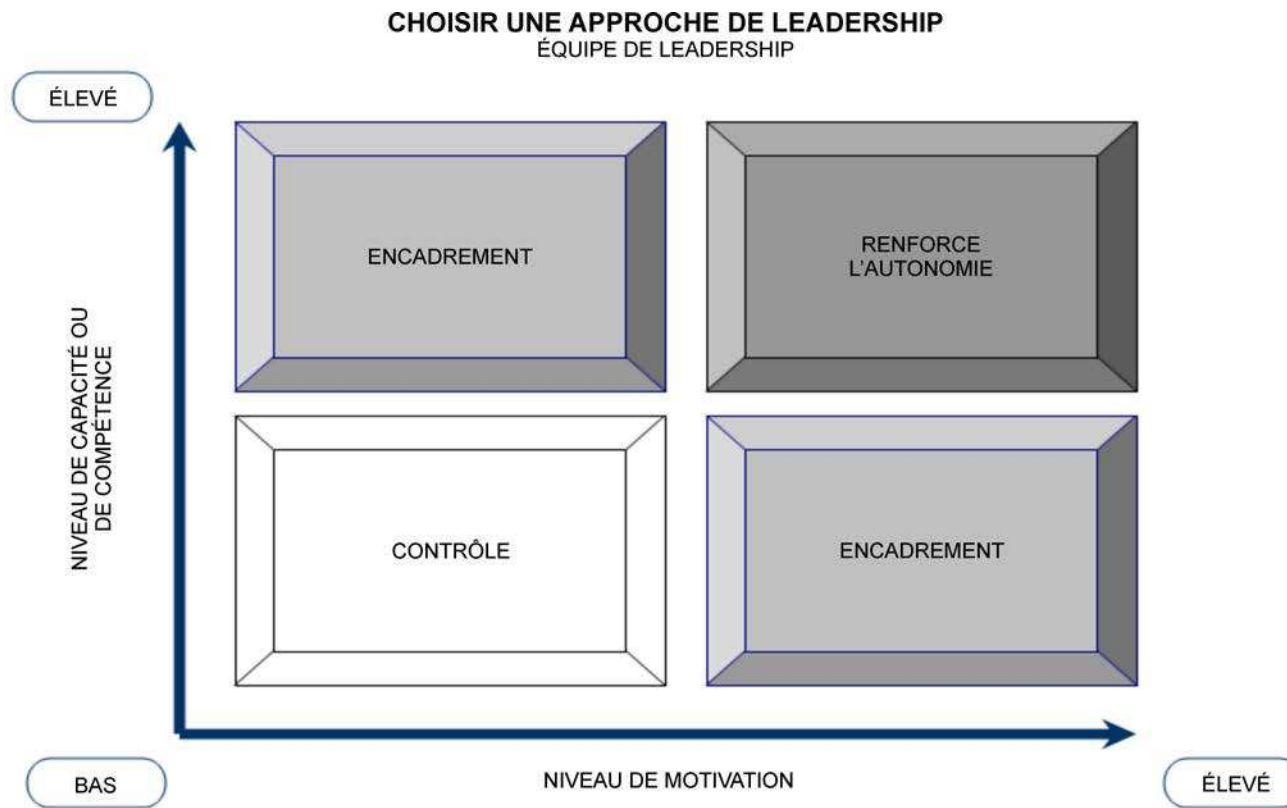 CHOISIR UNE APPROCHE DE LEADERSHIP
ÉQUIPE DE LEADERSHIP
ÉLEVÉ
ENCADREMENT
RENFORCE
L'AUTONOMIE
NIVEAU DE CAPACITÉ OU
DE COMPÉTENCE
CONTRÔLE
ENCADREMENT
BAS
NIVEAU DE MOTIVATION
ÉLEVÉ